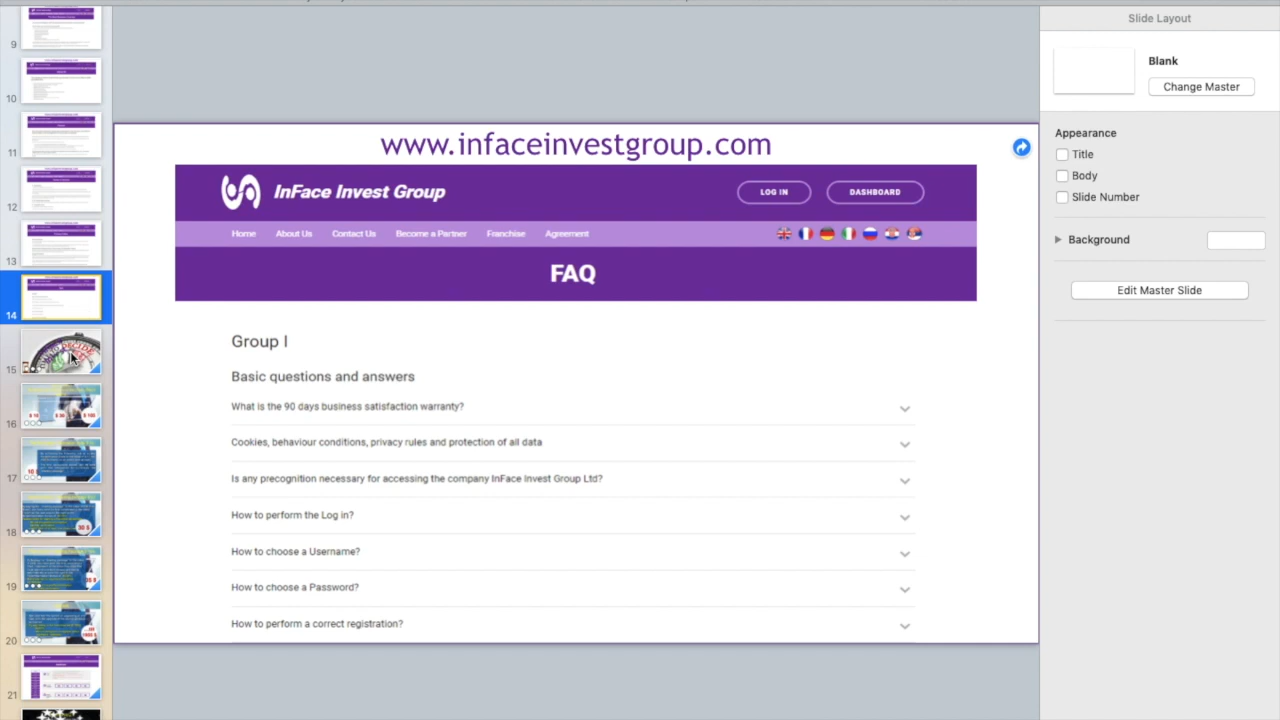 Slide Layout
9
10
11
12
13
14
15
16
17
18
19
20
21
www.infaceinvestgroup.com
InFace Invest Group
LOG IN
DASHBOARD
Home
About Us
Contact Us
Become a Partner
Franchise
Agreement
FAQ
Group I
Basic questions and answers
What is the 90 days business satisfaction warranty?
Cookies, behaviour conditions, privacy rules and protection of all data
Is any precognition necessary for accessing the company InFace Invest Group Ltd?
How to perform the Log in?
How to choose a Username?
How to choose a Password?
How to perform a correct registration?
Blank
Change Master
Appearance
Title
Body
Slide Number
Background
Edit Master Slide